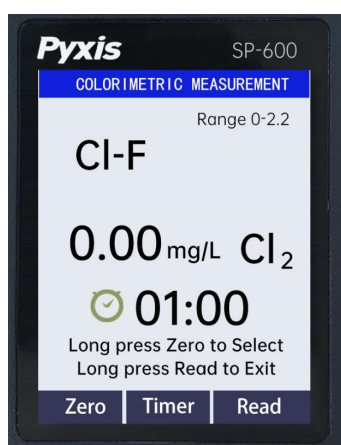 Pyxis SP-600
COLORIMETRIC MEASUREMENT
Range 0-2.2
Cl-F
0.00 mg/L Cl2
01:00
Long press Zero to Select
Long press Read to Exit
Zero Timer Read